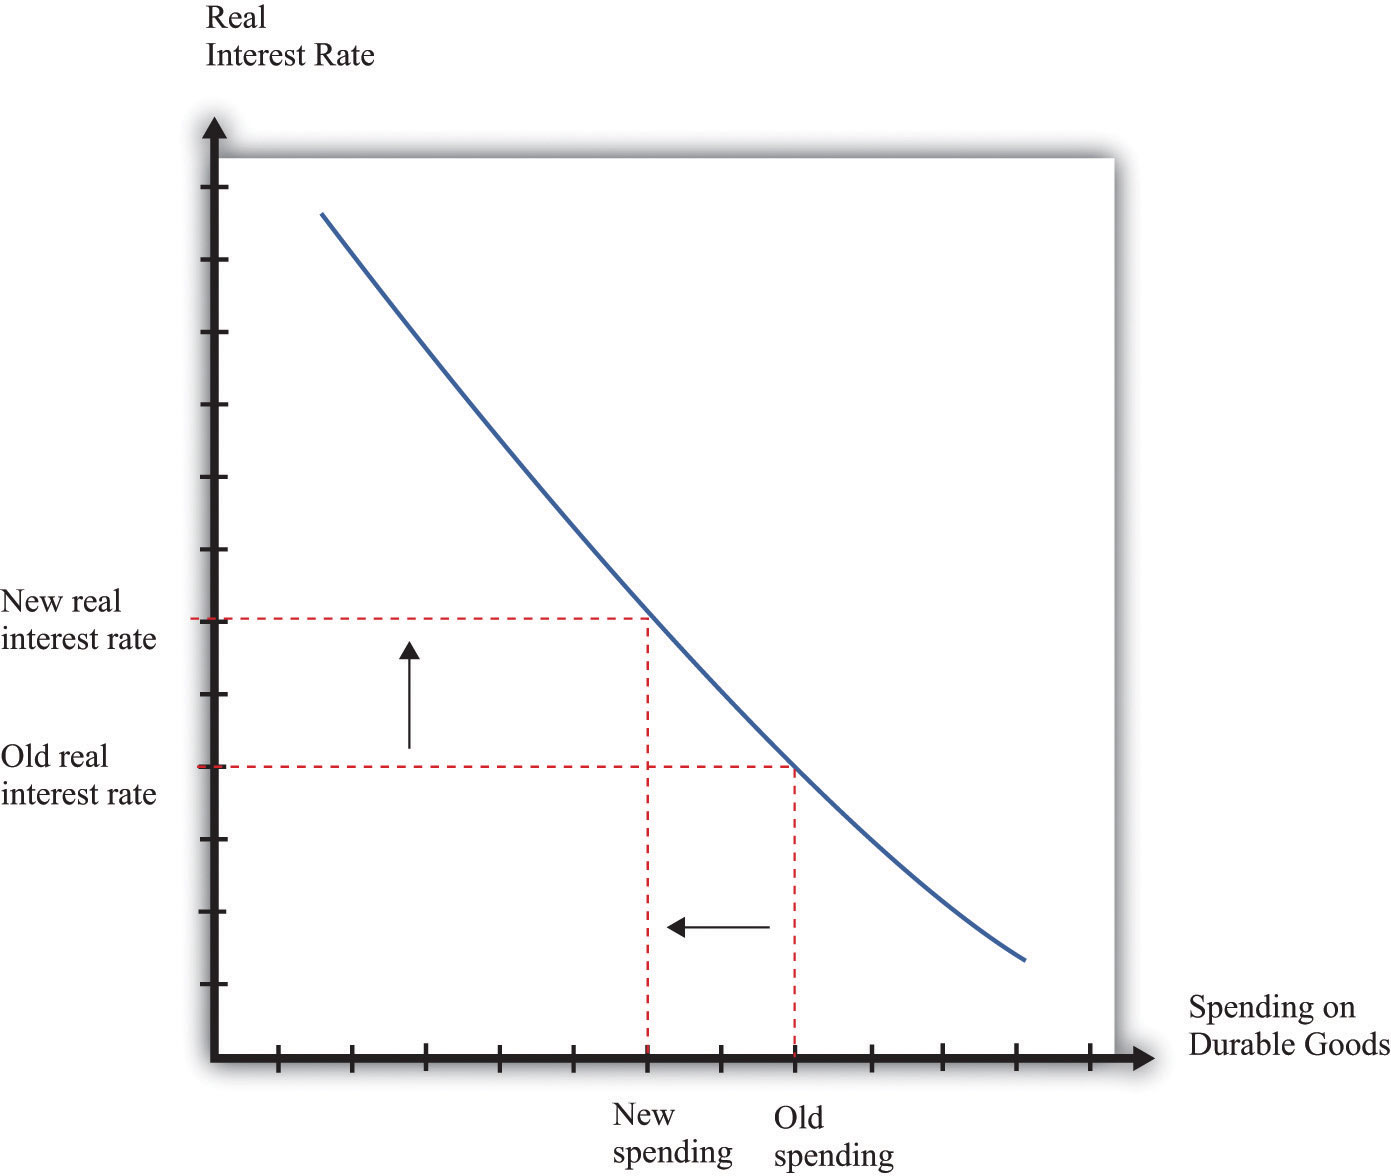 Real
Interest Rate
New real
interest rate
Old real
interest rate
Spending on
Durable Goods
New
spending
Old
spending